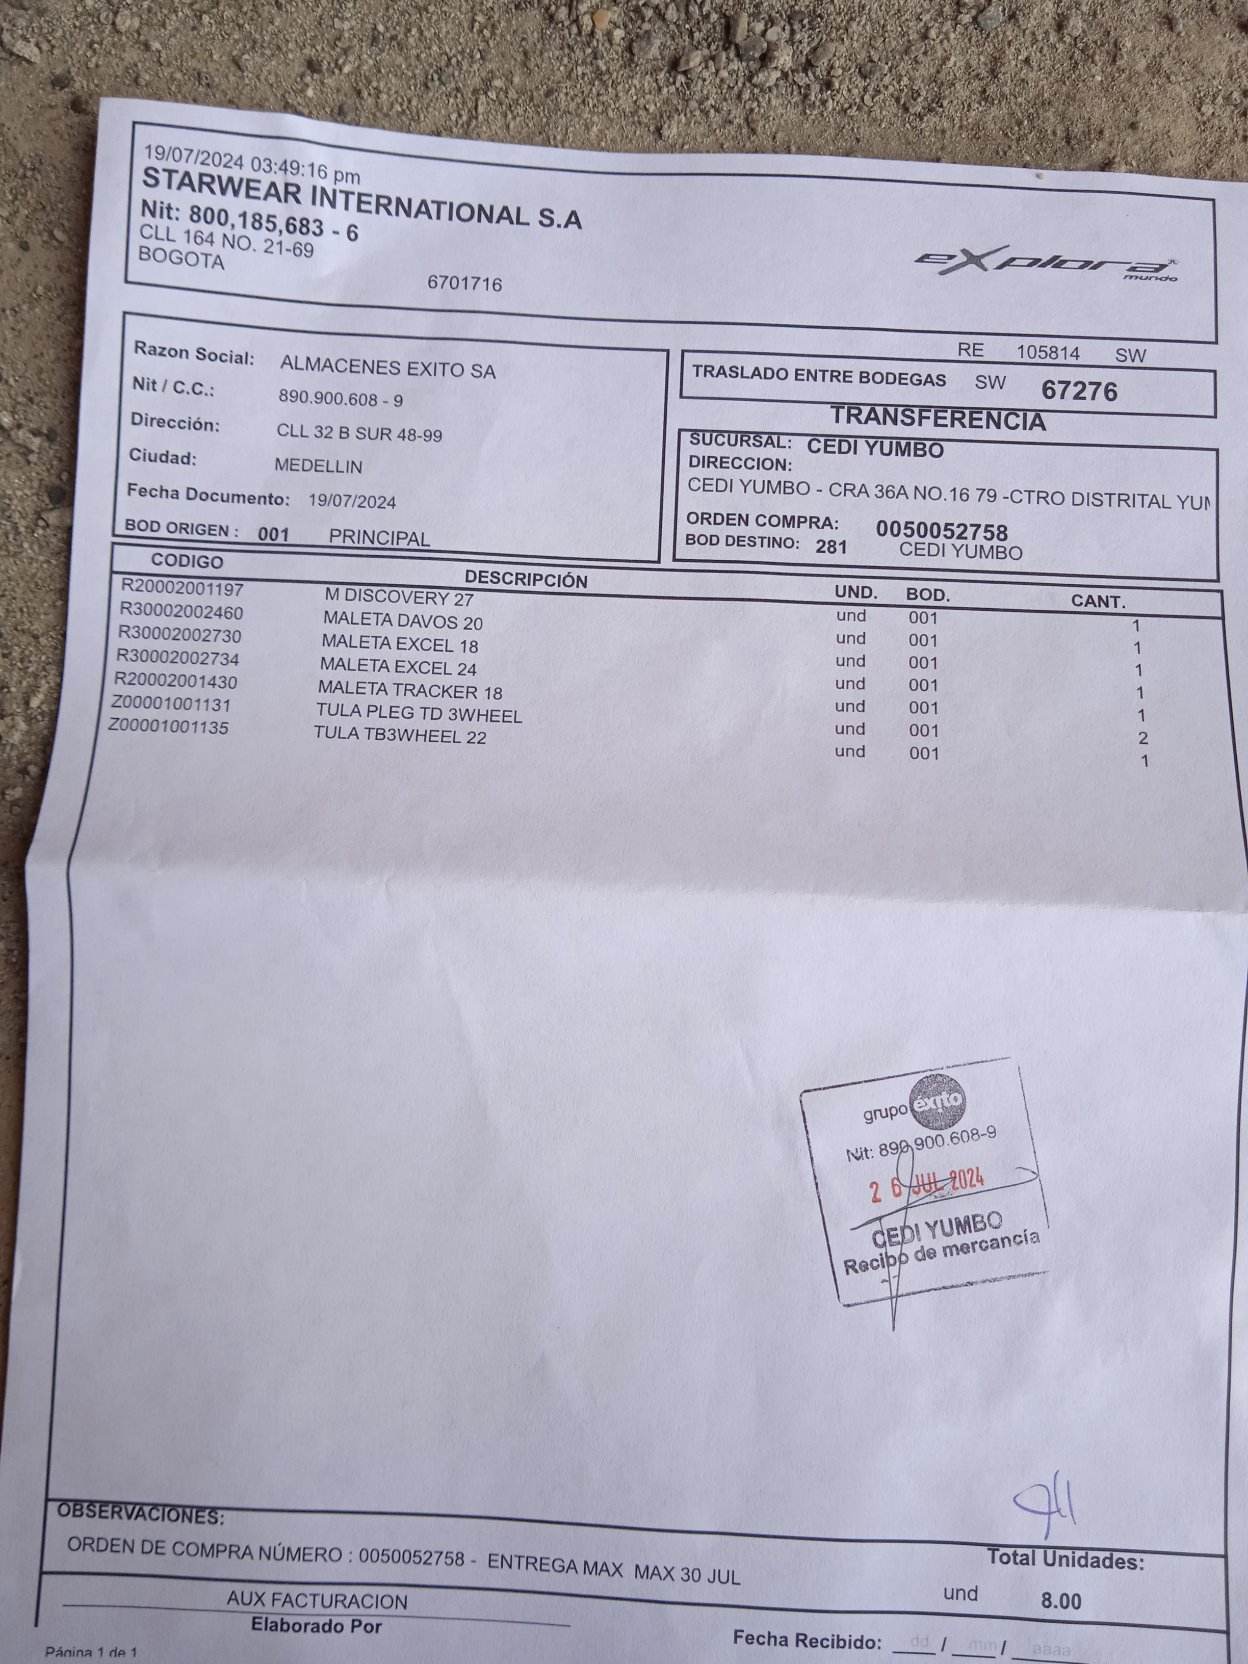 19/07/2024 03:49:16 pm
STARWEAR INTERNATIONAL S.A
Nit: 800,185,683 - 6
CLL 164 NO. 21-69
BOGOTA
6701716
eXplora
mundo
RE 105814 SW
Razon Social: ALMACENES EXITO SA
Nit / C.C.: 890.900.608 - 9
Dirección: CLL 32 B SUR 48-99
Ciudad: MEDELLIN
Fecha Documento: 19/07/2024
BOD ORIGEN : 001 PRINCIPAL
TRASLADO ENTRE BODEGAS SW 67276
TRANSFERENCIA
SUCURSAL: CEDI YUMBO
DIRECCION:
CEDI YUMBO - CRA 36A NO.16 79 -CTRO DISTRITAL YUM
ORDEN COMPRA: 0050052758
BOD DESTINO: 281 CEDI YUMBO
CODIGO DESCRIPCIÓN UND. BOD. CANT.
R20002001197 M DISCOVERY 27 und 001 1
R30002002460 MALETA DAVOS 20 und 001 1
R30002002730 MALETA EXCEL 18 und 001 1
R30002002734 MALETA EXCEL 24 und 001 1
R20002001430 MALETA TRACKER 18 und 001 1
Z00001001131 TULA PLEG TD 3WHEEL und 001 2
Z00001001135 TULA TB3WHEEL 22 und 001 1
grupo éxito
Nit: 890.900.608-9
26 JUL 2024
CEDI YUMBO
Recibo de mercancía
OBSERVACIONES:
ORDEN DE COMPRA NÚMERO : 0050052758 - ENTREGA MAX MAX 30 JUL
Total Unidades:
und 8.00
AUX FACTURACION
Elaborado Por
Fecha Recibido: dd / mm / aaaa
Página 1 de 1